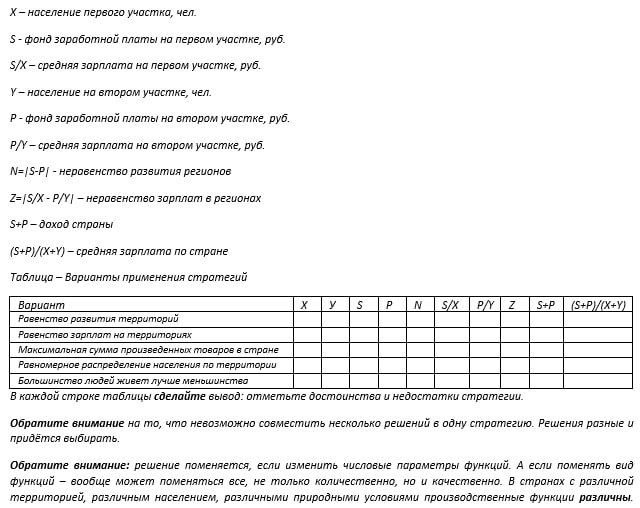 X – население первого участка, чел.
S - фонд заработной платы на первом участке, руб.
S/X – средняя зарплата на первом участке, руб.
Y – население на втором участке, чел.
P - фонд заработной платы на втором участке, руб.
P/Y – средняя зарплата на втором участке, руб.
N=|S-P| - неравенство развития регионов
Z=|S/X - P/Y| – неравенство зарплат в регионах
S+P – доход страны
(S+P)/(X+Y) – средняя зарплата по стране
Таблица – Варианты применения стратегий
Вариант X У S P N S/X P/Y Z S+P (S+P)/(X+Y)
Равенство развития территорий
Равенство зарплат на территориях
Максимальная сумма произведенных товаров в стране
Равномерное распределение населения по территории
Большинство людей живет лучше меньшинства
В каждой строке таблицы сделайте вывод: отметьте достоинства и недостатки стратегии.
Обратите внимание на то, что невозможно совместить несколько решений в одну стратегию. Решения разные и
придётся выбирать.
Обратите внимание: решение поменяется, если изменить числовые параметры функций. А если поменять вид
функций – вообще может поменяться все, не только количественно, но и качественно. В странах с различной
территорией, различным населением, различными природными условиями производственные функции различны.